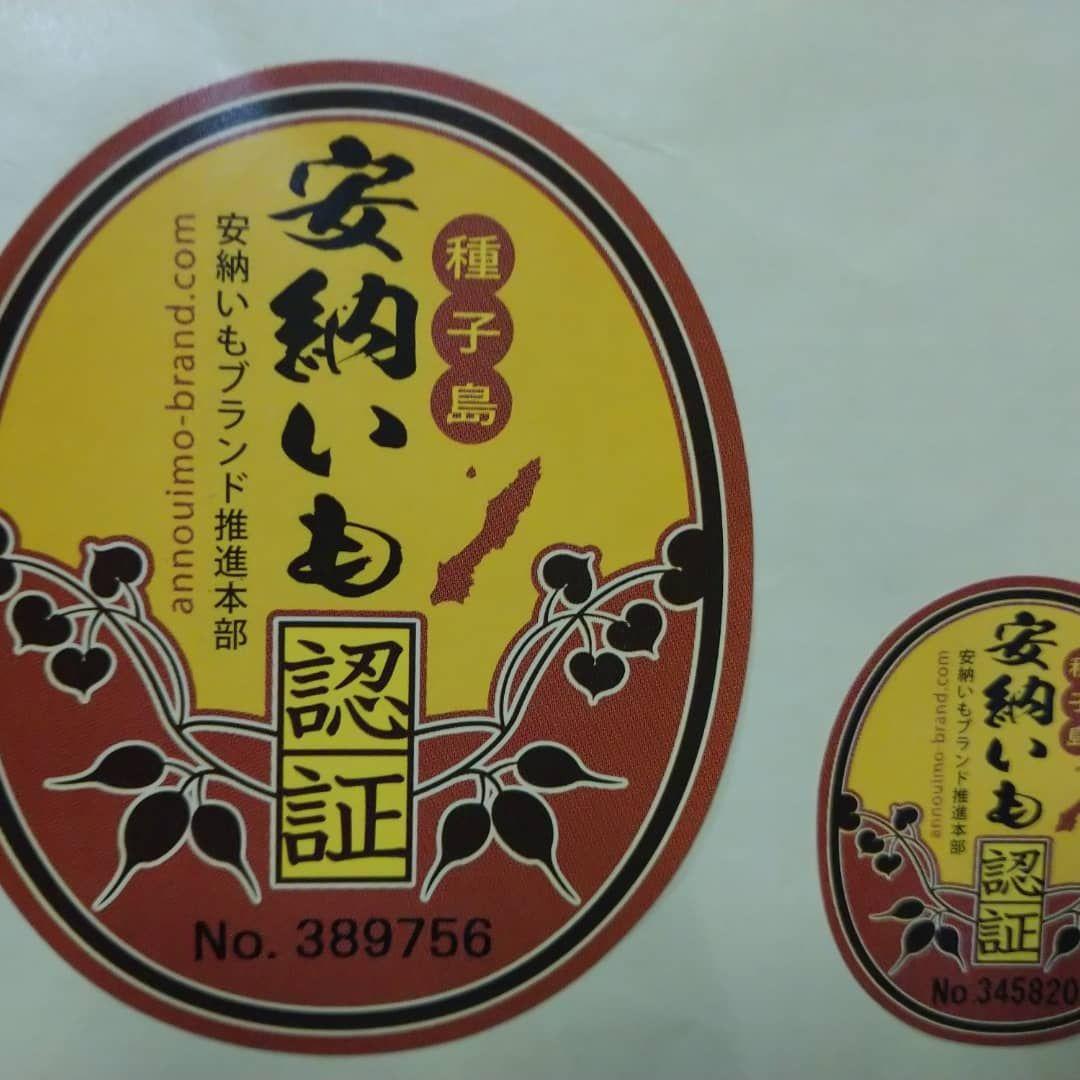 種子島
安納いも
安納いもブランド推進本部
annouimo-brand.com
認証
No. 389756
種子島
安納いも
安納いもブランド推進本部
annouimo-brand.com
認証
No.345820